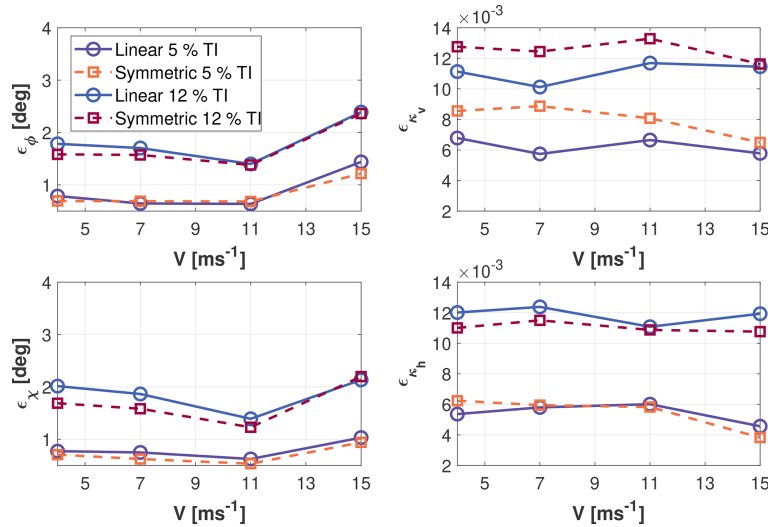 4
3
2
1
ϵ_ϕ [deg]
Linear 5 % TI
Symmetric 5 % TI
Linear 12 % TI
Symmetric 12 % TI
5 7 9 11 13 15
V [ms⁻¹]
×10⁻³
14
12
10
8
6
4
2
ϵ_κᵥ
5 7 9 11 13 15
V [ms⁻¹]
4
3
2
1
ϵ_χ [deg]
5 7 9 11 13 15
V [ms⁻¹]
×10⁻³
14
12
10
8
6
4
2
ϵ_κₕ
5 7 9 11 13 15
V [ms⁻¹]